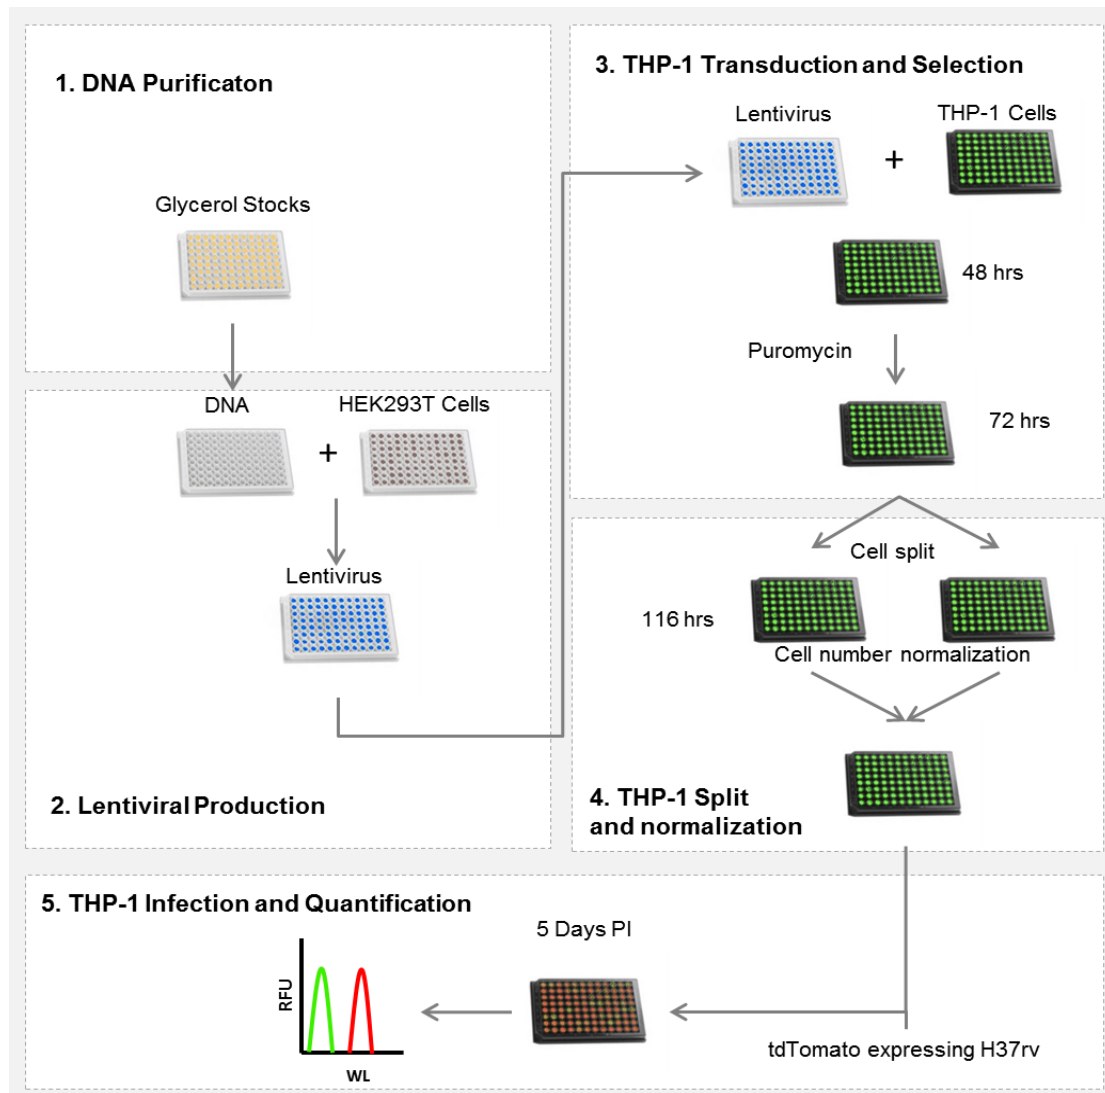 1. DNA Purificaton
Glycerol Stocks
DNA
HEK293T Cells
+
Lentivirus
2. Lentiviral Production
3. THP-1 Transduction and Selection
Lentivirus
THP-1 Cells
+
48 hrs
Puromycin
72 hrs
Cell split
116 hrs
Cell number normalization
4. THP-1 Split
and normalization
5. THP-1 Infection and Quantification
5 Days PI
RFU
WL
tdTomato expressing H37rv